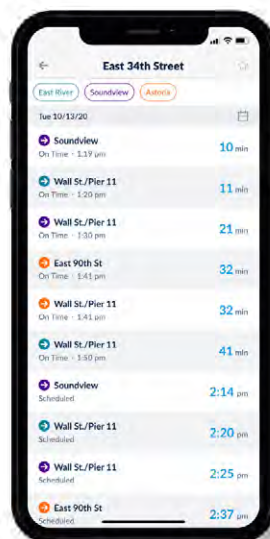 East 34th Street
East River Soundview Astoria
Tue 10/13/20
Soundview
On Time - 1:19 pm
10 min
Wall St./Pier 11
On Time - 1:20 pm
11 min
Wall St./Pier 11
On Time - 1:30 pm
21 min
East 90th St
On Time - 1:41 pm
32 min
Wall St./Pier 11
On Time - 1:41 pm
32 min
Wall St./Pier 11
On Time - 1:50 pm
41 min
Soundview
Scheduled
2:14 pm
Wall St./Pier 11
Scheduled
2:20 pm
Wall St./Pier 11
Scheduled
2:25 pm
East 90th St
Scheduled
2:37 pm